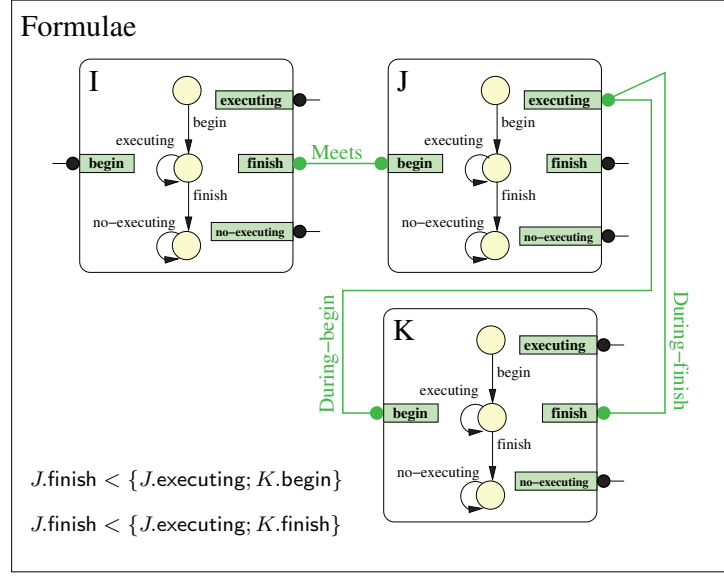 Formulae
I
executing
begin
executing
begin
finish
finish
no-executing
no-executing
Meets
J
executing
begin
executing
begin
finish
finish
no-executing
no-executing
During-begin
During-finish
K
executing
begin
executing
begin
finish
finish
no-executing
no-executing
J.finish < {J.executing; K.begin}
J.finish < {J.executing; K.finish}